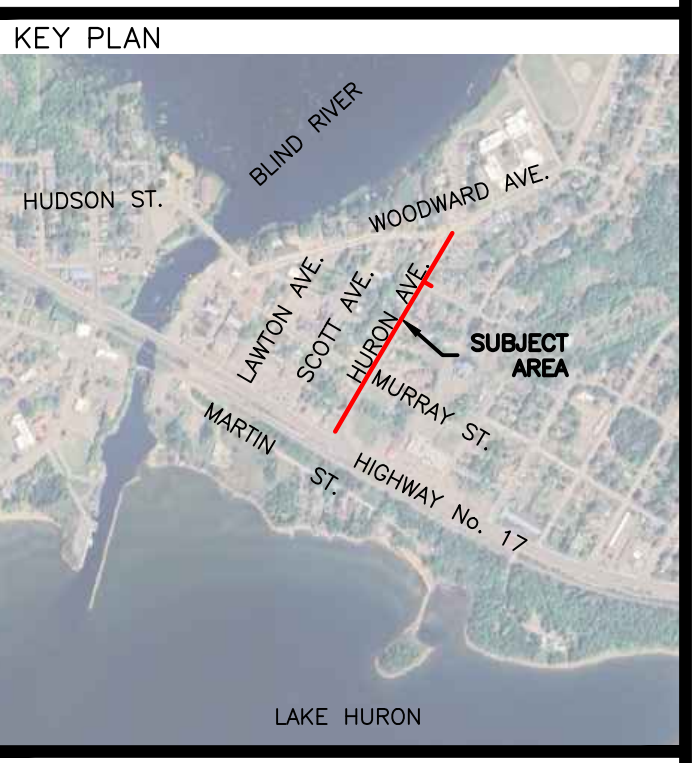 KEY PLAN
BLIND RIVER
HUDSON ST.
WOODWARD AVE.
LAWTON AVE.
SCOTT AVE.
HURON AVE.
SUBJECT
AREA
MURRAY ST.
MARTIN ST.
HIGHWAY No. 17
LAKE HURON